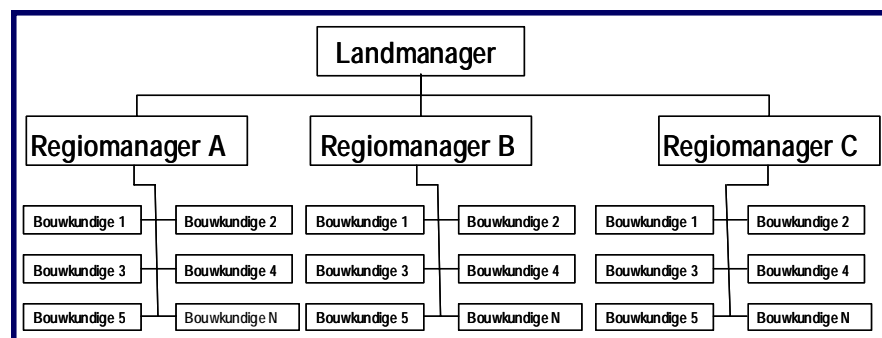 Landmanager
Regiomanager A
Regiomanager B
Regiomanager C
Bouwkundige 1
Bouwkundige 2
Bouwkundige 1
Bouwkundige 2
Bouwkundige 1
Bouwkundige 2
Bouwkundige 3
Bouwkundige 4
Bouwkundige 3
Bouwkundige 4
Bouwkundige 3
Bouwkundige 4
Bouwkundige 5
Bouwkundige N
Bouwkundige 5
Bouwkundige N
Bouwkundige 5
Bouwkundige N